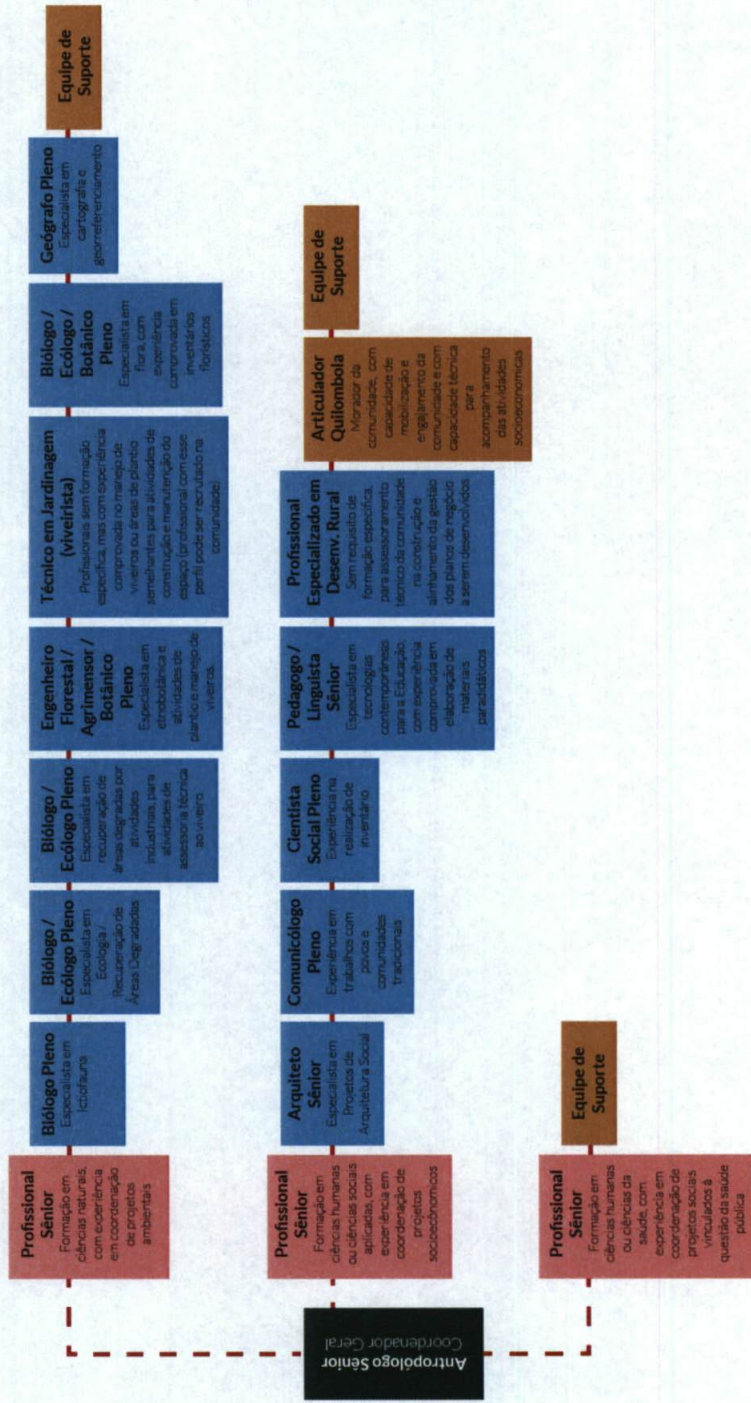 Antropólogo Sênior
Coordenador Geral
Profissional
Sênior
Formação em
ciências naturais,
com experiência
em coordenação
de projetos
ambientais
Biólogo Pleno
Especialista em
Ictiofauna
Biólogo /
Ecólogo Pleno
Especialista em
Ecologia /
Recuperação de
Áreas Degradadas
Biólogo /
Ecólogo Pleno
Especialista em
recuperação de
áreas degradadas por
atividades
industriais, para
atividades de
assessoria técnica
ao viveiro
Engenheiro
Florestal /
Agrimensor /
Botânico
Pleno
Especialista em
etnobotânica e
atividades de
plantio e manejo de
viveiros.
Técnico em Jardinagem
(viveirista)
Profissionais sem formação
específica, mas com experiência
comprovada no manejo de
viveiros ou áreas de plantio
semelhantes para atividades de
construção e manutenção do
espaço (profissional com esse
perfil pode ser recrutado na
comunidade)
Biólogo /
Ecólogo /
Botânico
Pleno
Especialista em
flora, com
experiência
comprovada em
inventários
florísticos
Geógrafo Pleno
Especialista em
cartografia e
georreferenciamento
Equipe de
Suporte
Profissional
Sênior
Formação em
ciências humanas
ou ciências sociais
aplicadas, com
experiência em
coordenação de
projetos
socioeconômicos
Arquiteto
Sênior
Especialista em
Projetos de
Arquitetura Social
Comunicólogo
Pleno
Experiência em
trabalhos com
povos e
comunidades
tradicionais
Cientista
Social Pleno
Experiência na
realização de
inventário
Pedagogo /
Linguista
Sênior
Especialista em
tecnologias
contemporâneas
para a Educação,
com experiência
comprovada em
elaboração de
materiais
paradidáticos
Profissional
Especializado em
Desenv. Rural
Sem requisito de
formação específica,
para assessoramento
técnico da comunidade
na construção e
alinhamento da gestão
dos planos de negócio
a serem desenvolvidos
Articulador
Quilombola
Morador da
comunidade, com
capacidade de
mobilização e
engajamento da
comunidade e com
capacidade técnica
para
acompanhamento
das atividades
socioeconomicas
Equipe de
Suporte
Profissional
Sênior
Formação em
ciências humanas
ou ciências da
saúde, com
experiência em
coordenação de
projetos sociais
vinculados à
questão da saúde
pública
Equipe de
Suporte